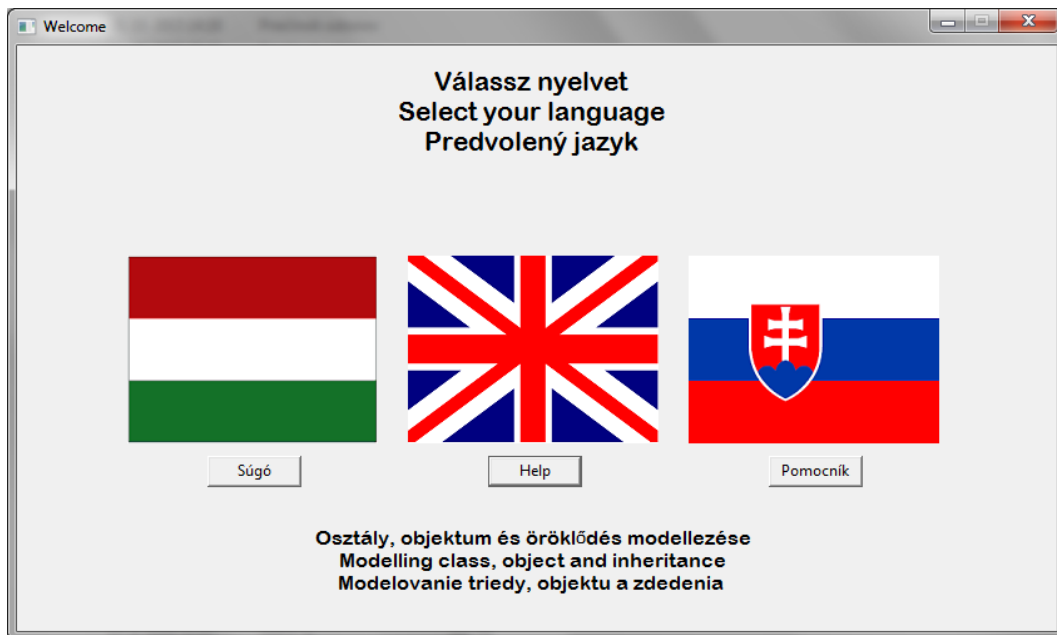 Welcome
Válassz nyelvet
Select your language
Predvolený jazyk
Súgó
Help
Pomocník
Osztály, objektum és öröklődés modellezése
Modelling class, object and inheritance
Modelovanie triedy, objektu a zdedenia